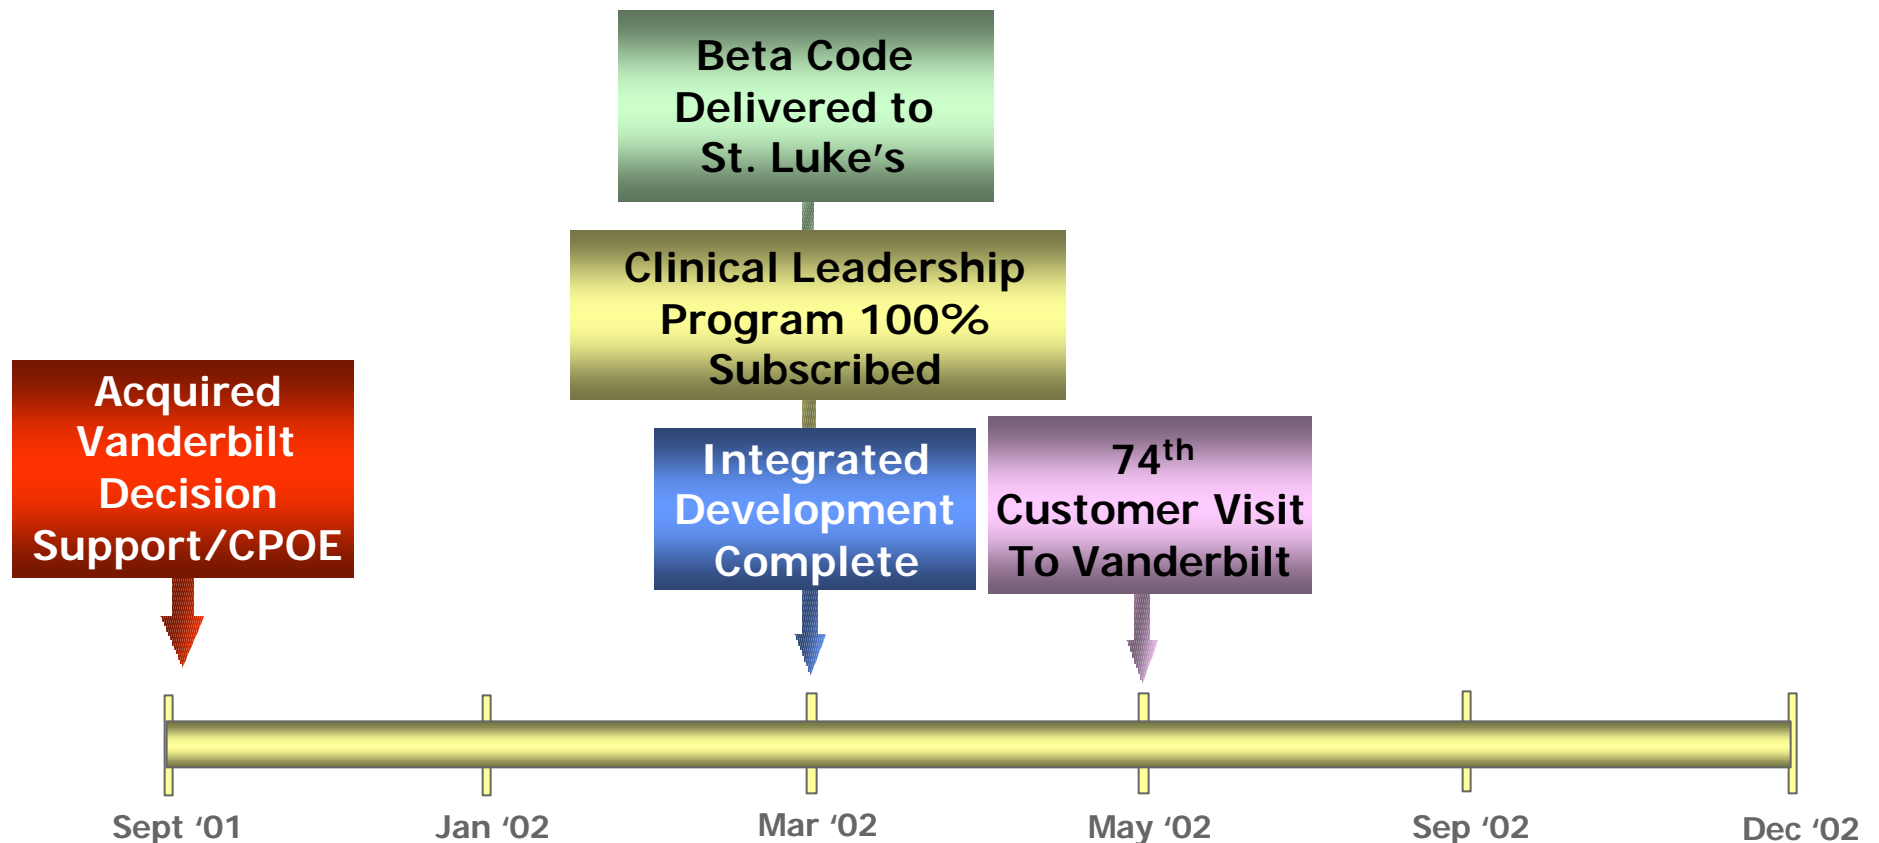 Beta Code
Delivered to
St. Luke’s
Clinical Leadership
Program 100%
Subscribed
Acquired
Vanderbilt
Decision
Support/CPOE
Integrated
Development
Complete
74th
Customer Visit
To Vanderbilt
Sept ‘01
Jan ‘02
Mar ‘02
May ‘02
Sep ‘02
Dec ‘02